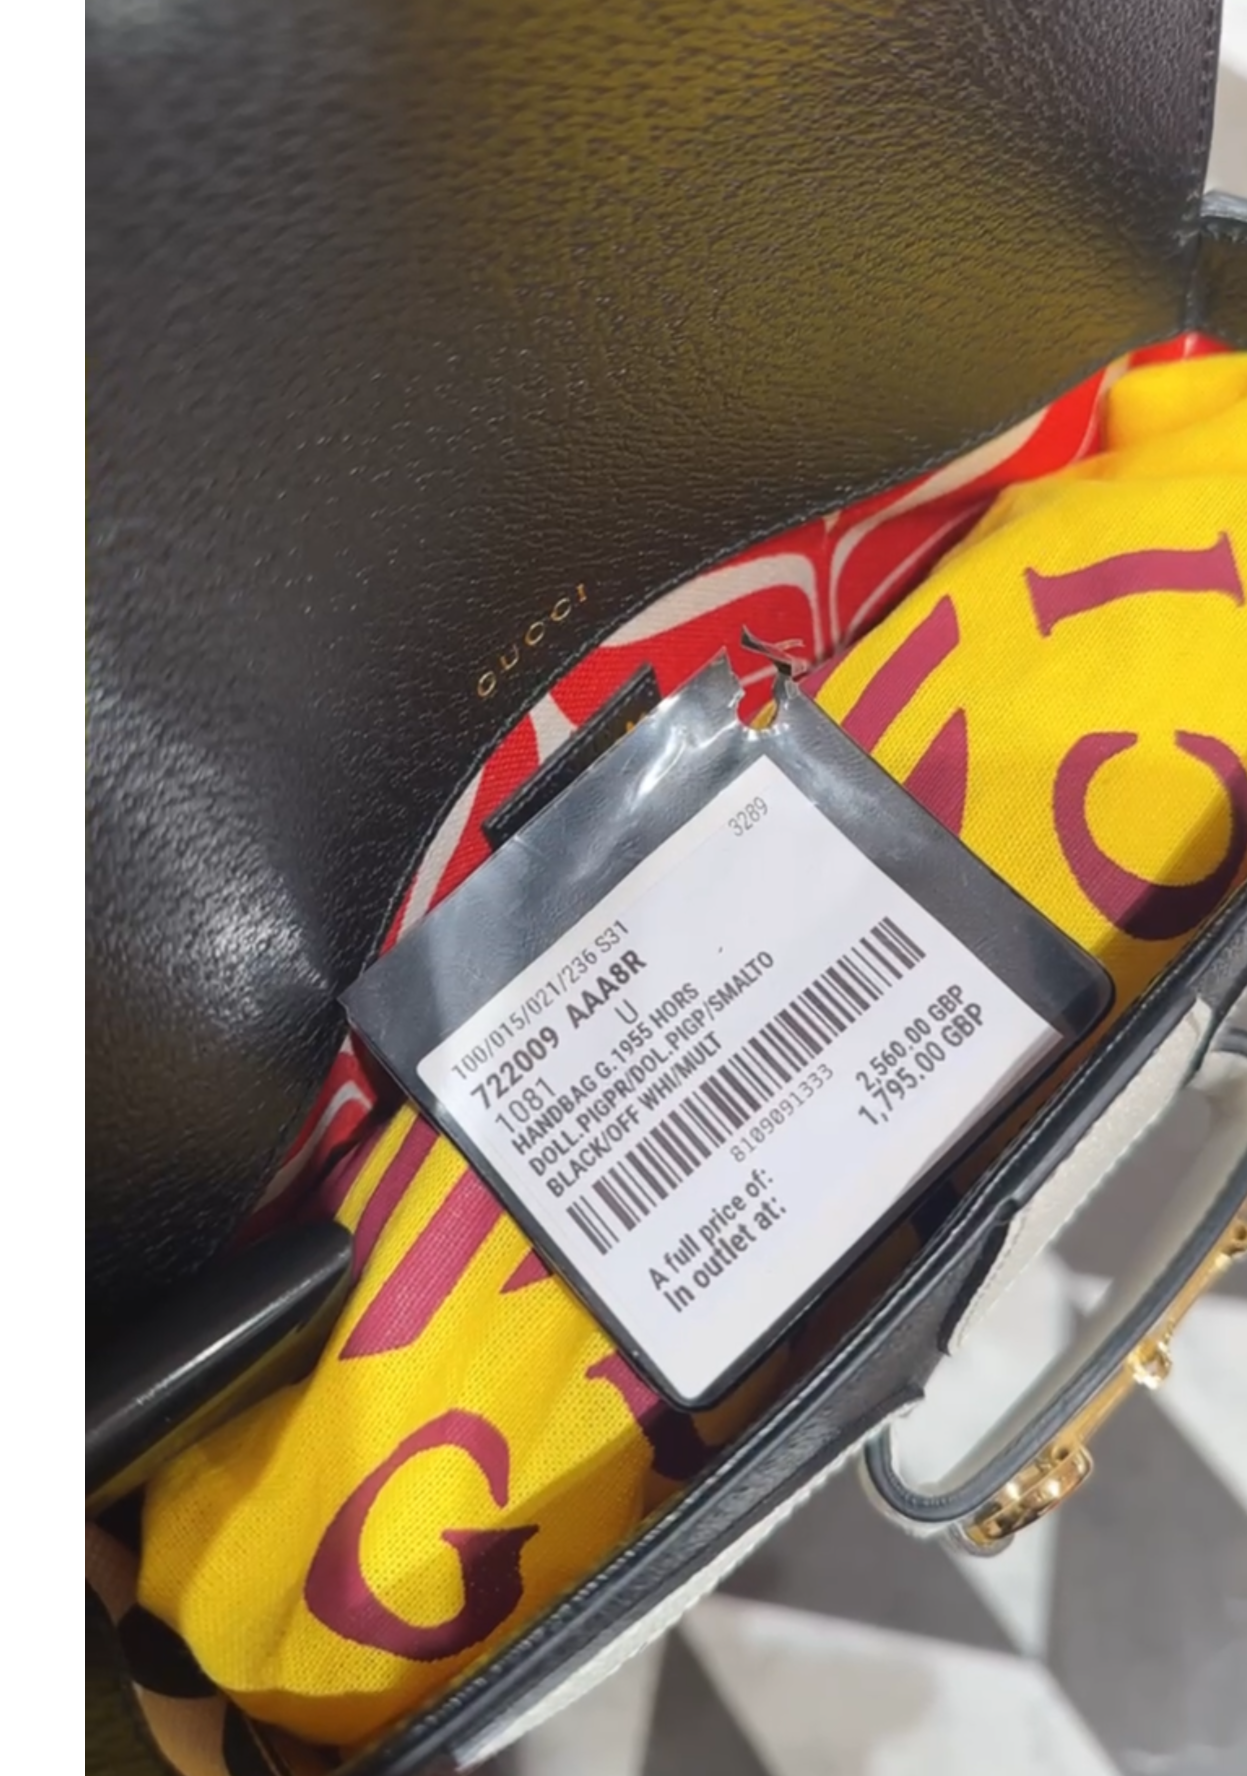 GUCCI
3289
100/015/021/236 S31
722009 AAA8R
U
1081
HANDBAG G.1955 HORS
DOLL.PIGPR/DOL.PIGP/SMALTO
BLACK/OFF WHI/MULT
8109091333
A full price of: 2,560.00 GBP
In outlet at: 1,795.00 GBP
G
C
I